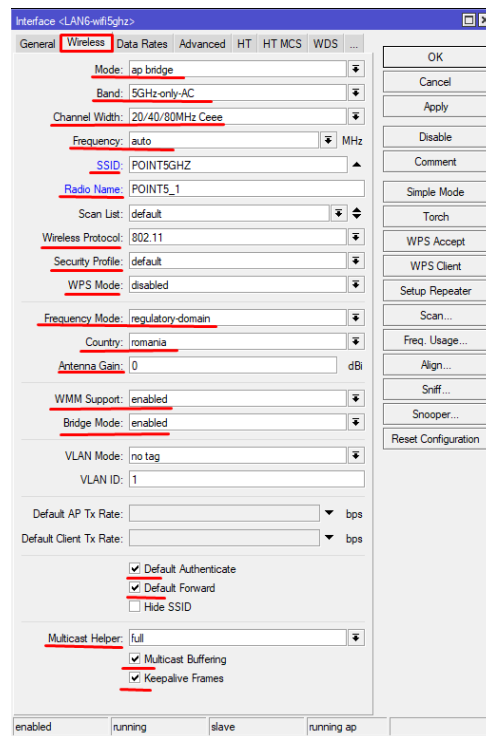 Interface <LAN6-wifi5ghz>
General Wireless Data Rates Advanced HT HT MCS WDS ...
Mode: ap bridge
Band: 5GHz-only-AC
Channel Width: 20/40/80MHz Ceee
Frequency: auto MHz
SSID: POINT5GHZ
Radio Name: POINT5_1
Scan List: default
Wireless Protocol: 802.11
Security Profile: default
WPS Mode: disabled
Frequency Mode: regulatory-domain
Country: romania
Antenna Gain: 0 dBi
WMM Support: enabled
Bridge Mode: enabled
VLAN Mode: no tag
VLAN ID: 1
Default AP Tx Rate: bps
Default Client Tx Rate: bps
Default Authenticate
Default Forward
Hide SSID
Multicast Helper: full
Multicast Buffering
Keepalive Frames
OK
Cancel
Apply
Disable
Comment
Simple Mode
Torch
WPS Accept
WPS Client
Setup Repeater
Scan...
Freq. Usage...
Align...
Sniff...
Snooper...
Reset Configuration
enabled running slave running ap